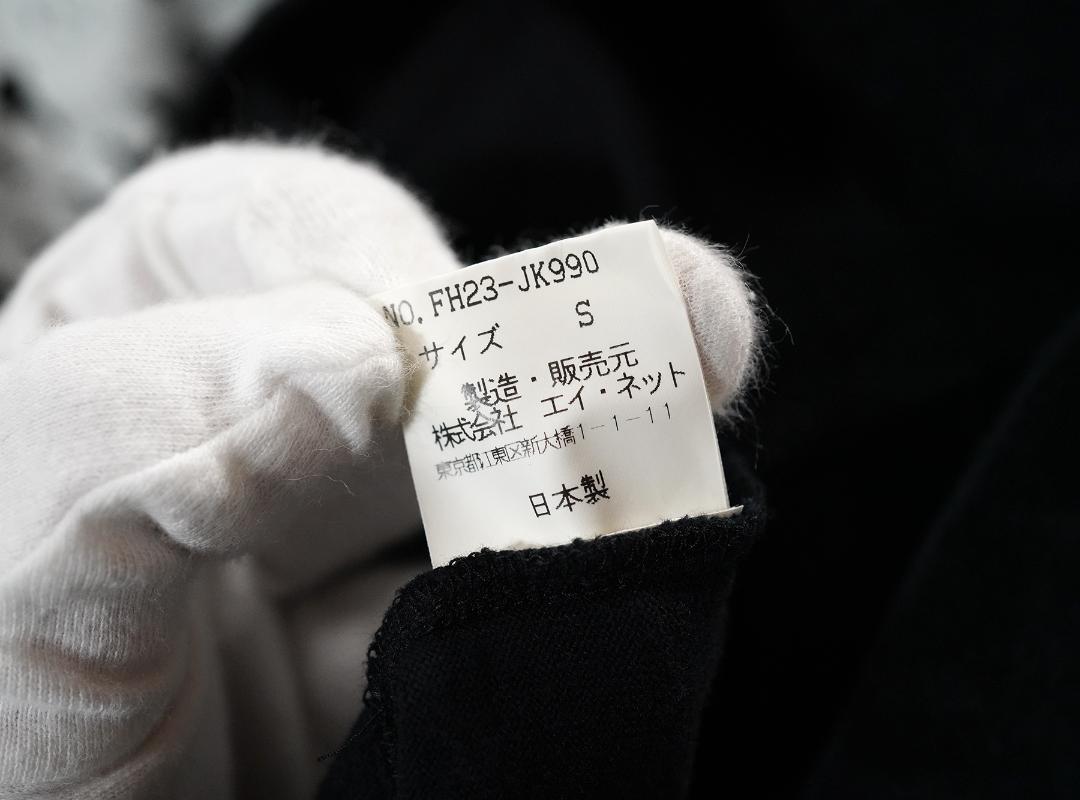 NO. FH23-JK990
サイズ S
製造・販売元
株式会社 エイ・ネット
東京都江東区新大橋1－1－11
日本製